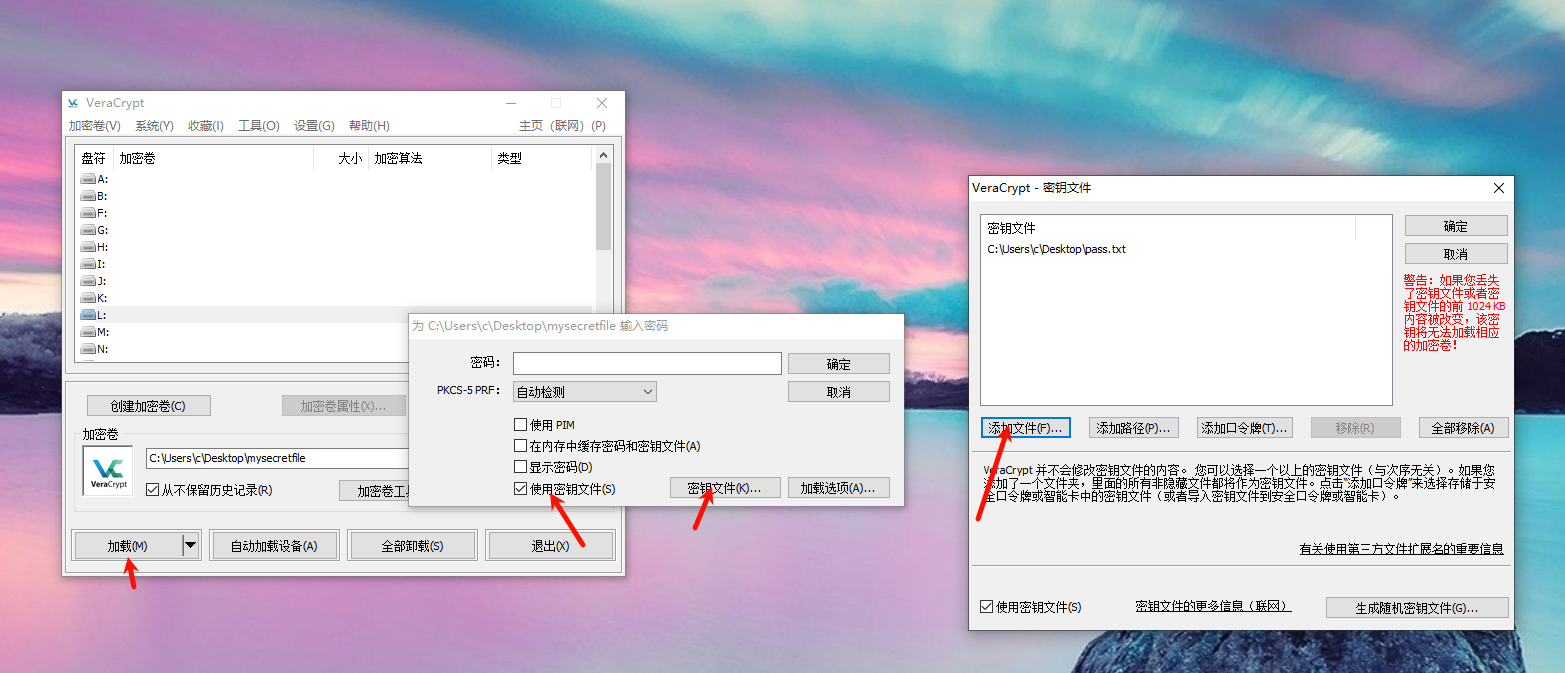 VeraCrypt
加密卷(V) 系统(Y) 收藏(I) 工具(O) 设置(G) 帮助(H) 主页（联网）(P)
盘符 加密卷 大小 加密算法 类型
A:
B:
F:
G:
H:
I:
J:
K:
L:
M:
N:
创建加密卷(C) 加密卷属性(X)...
加密卷
VeraCrypt
C:\Users\c\Desktop\mysecretfile
从不保留历史记录(R) 加密卷工
加载(M) 自动加载设备(A) 全部卸载(S) 退出(X)
为 C:\Users\c\Desktop\mysecretfile 输入密码
密码： 确定
PKCS-5 PRF： 自动检测 取消
使用 PIM
在内存中缓存密码和密钥文件(A)
显示密码(D)
使用密钥文件(S) 密钥文件(K)... 加载选项(A)...
VeraCrypt - 密钥文件
密钥文件
C:\Users\c\Desktop\pass.txt
确定
取消
警告：如果您丢失
了密钥文件或者密
钥文件的前 1024 KB
内容被改变，该密
钥将无法加载相应
的加密卷！
添加文件(F)... 添加路径(P)... 添加口令牌(T)... 移除(R) 全部移除(A)
VeraCrypt 并不会修改密钥文件的内容。 您可以选择一个以上的密钥文件（与次序无关）。如果您
添加了一个文件夹，里面的所有非隐藏文件都将作为密钥文件。点击"添加口令牌"来选择存储于安
全口令牌或智能卡中的密钥文件（或者导入密钥文件到安全口令牌或智能卡）。
有关使用第三方文件扩展名的重要信息
使用密钥文件(S) 密钥文件的更多信息（联网） 生成随机密钥文件(G)...